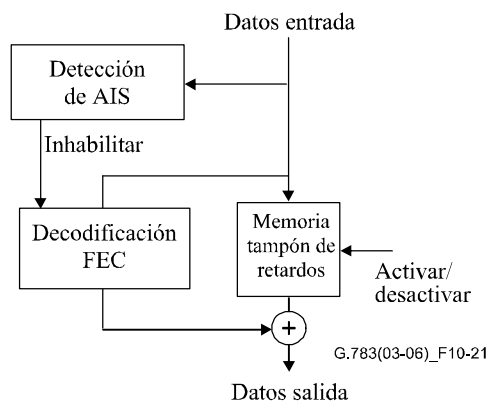 Datos entrada
Detección
de AIS
Inhabilitar
Decodificación
FEC
Memoria
tampón de
retardos
Activar/
desactivar
+
G.783(03-06)_F10-21
Datos salida